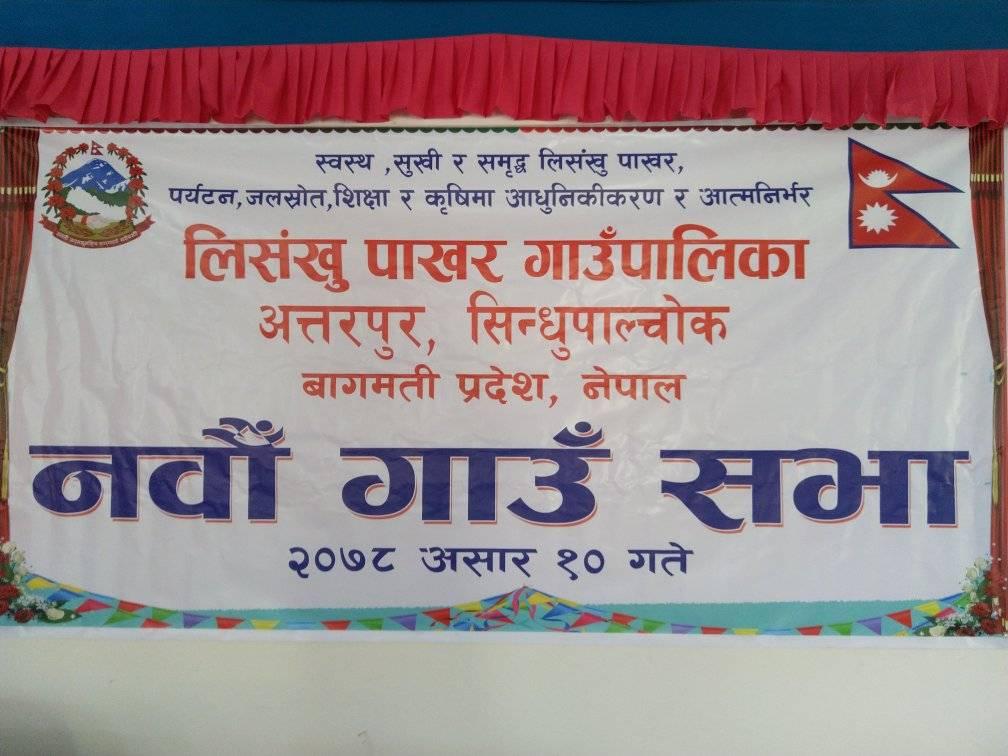 स्वस्थ ,सुखी र समृद्ध लिसंखु पाखर,
पर्यटन,जलस्रोत,शिक्षा र कृषिमा आधुनिकीकरण र आत्मनिर्भर
लिसंखु पाखर गाउँपालिका
अत्तरपुर, सिन्धुपाल्चोक
बागमती प्रदेश, नेपाल
नवौं गाउँ सभा
२०७८ असार १० गते